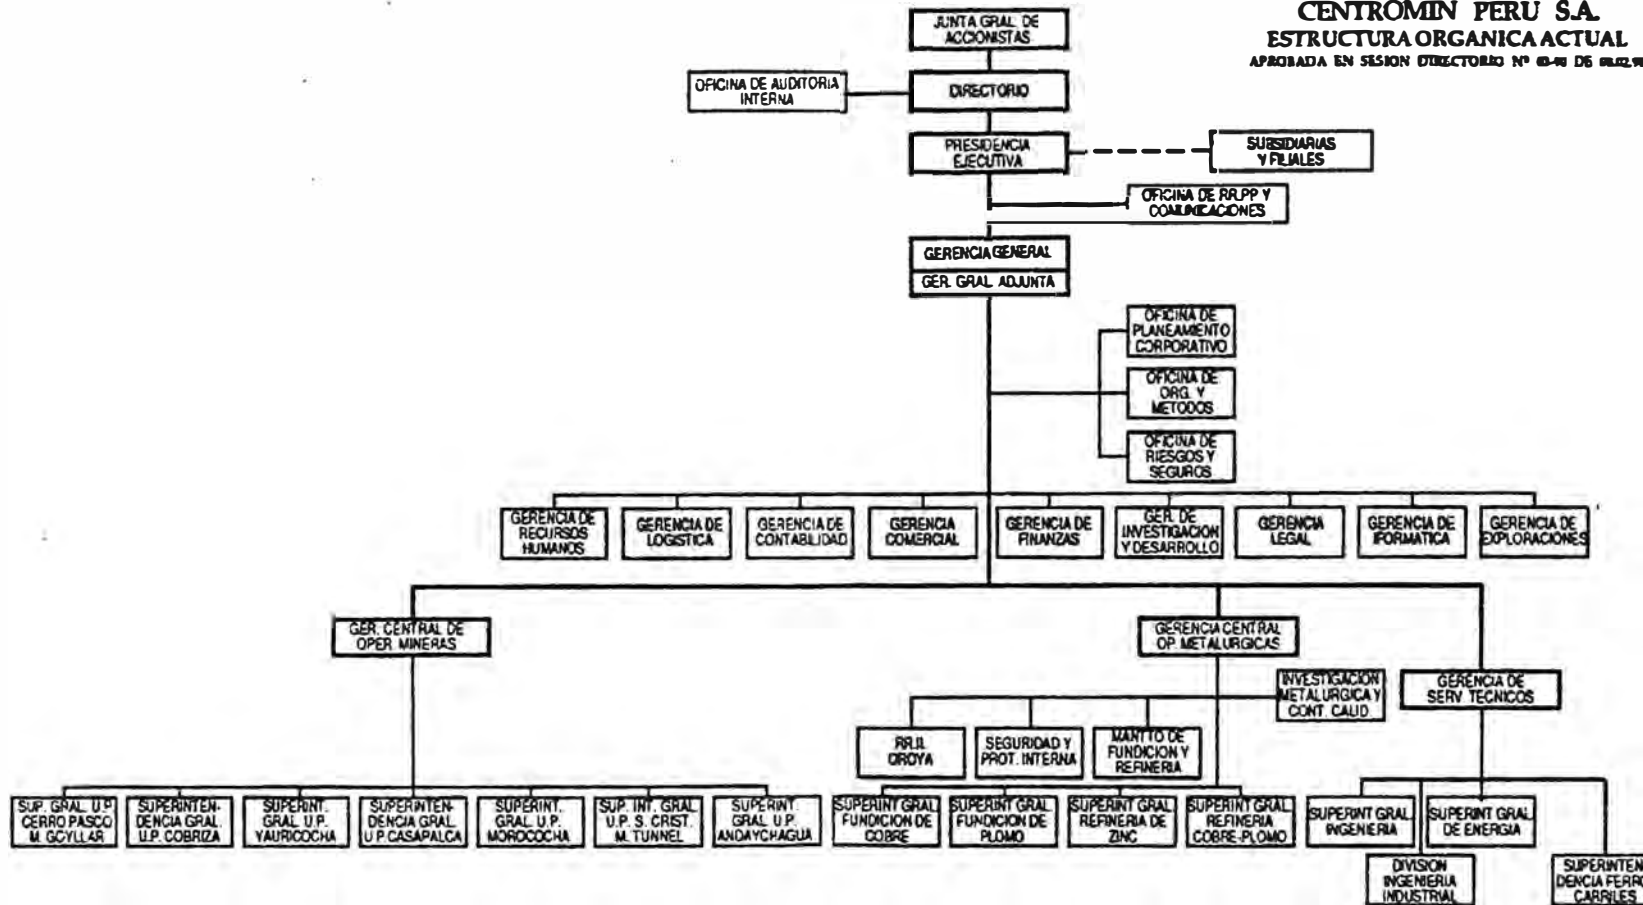 CENTROMIN PERU S.A.
ESTRUCTURA ORGANICA ACTUAL
APROBADA EN SESION DIRECTORIO Nº DE
JUNTA GRAL. DE
ACCIONISTAS
OFICINA DE AUDITORIA
INTERNA
DIRECTORIO
PRESIDENCIA
EJECUTIVA
SUBSIDIARIAS
Y FILIALES
OFICINA DE RR.PP Y
COMUNICACIONES
GERENCIA GENERAL
GER. GRAL. ADJUNTA
OFICINA DE
PLANEAMIENTO
CORPORATIVO
OFICINA DE
ORG. Y
METODOS
OFICINA DE
RIESGOS Y
SEGUROS
GERENCIA DE
RECURSOS
HUMANOS
GERENCIA DE
LOGISTICA
GERENCIA DE
CONTABILIDAD
GERENCIA
COMERCIAL
GERENCIA DE
FINANZAS
GER. DE
INVESTIGACION
Y DESARROLLO
GERENCIA
LEGAL
GERENCIA DE
IFORMATICA
GERENCIA DE
EXPLORACIONES
GER. CENTRAL DE
OPER. MINERAS
GERENCIA CENTRAL
OP. METALURGICAS
INVESTIGACION
METALURGICA Y
CONT. CALID
GERENCIA DE
SERV. TECNICOS
RR.II.
OROYA
SEGURIDAD Y
PROT. INTERNA
MANTTO DE
FUNDICION Y
REFINERIA
SUP. GRAL. U.P
CERRO PASCO
M. GOYLLAR
SUPERINTEN-
DENCIA GRAL.
U.P. COBRIZA
SUPERINT.
GRAL U.P.
YAURICOCHA
SUPERINTEN-
DENCIA GRAL.
U.P CASAPALCA
SUPERINT.
GRAL U.P.
MOROCOCHA
SUP. INT. GRAL
U.P. S. CRIST.
M. TUNNEL
SUPERINT.
GRAL U.P.
ANDAYCHAGUA
SUPERINT GRAL
FUNDICION DE
COBRE
SUPERINT GRAL
FUNDICION DE
PLOMO
SUPERINT GRAL
REFINERIA DE
ZINC
SUPERINT GRAL
REFINERIA
COBRE-PLOMO
SUPERINT GRAL
INGENIERIA
SUPERINT GRAL
DE ENERGIA
DIVISION
INGENIERIA
INDUSTRIAL
SUPERINTEN-
DENCIA FERRO
CARRILES